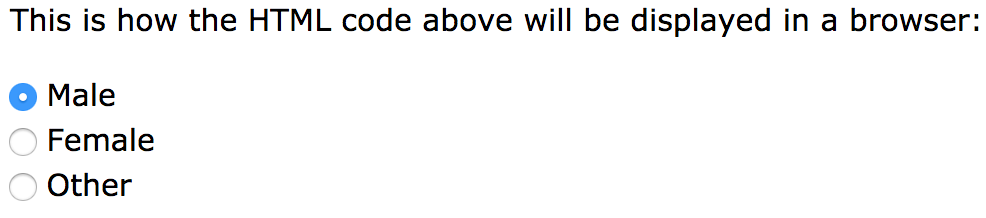 This is how the HTML code above will be displayed in a browser:
Male
Female
Other